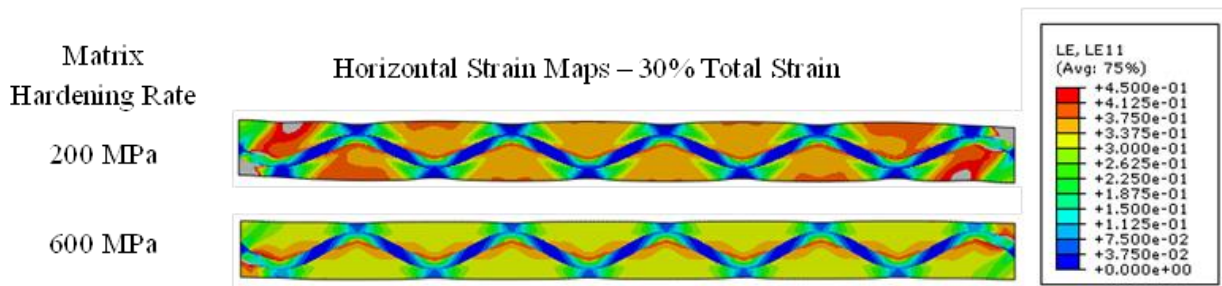 Matrix
Hardening Rate
Horizontal Strain Maps – 30% Total Strain
200 MPa
600 MPa
LE, LE11
(Avg: 75%)
+4.500e-01
+4.125e-01
+3.750e-01
+3.375e-01
+3.000e-01
+2.625e-01
+2.250e-01
+1.875e-01
+1.500e-01
+1.125e-01
+7.500e-02
+3.750e-02
+0.000e+00